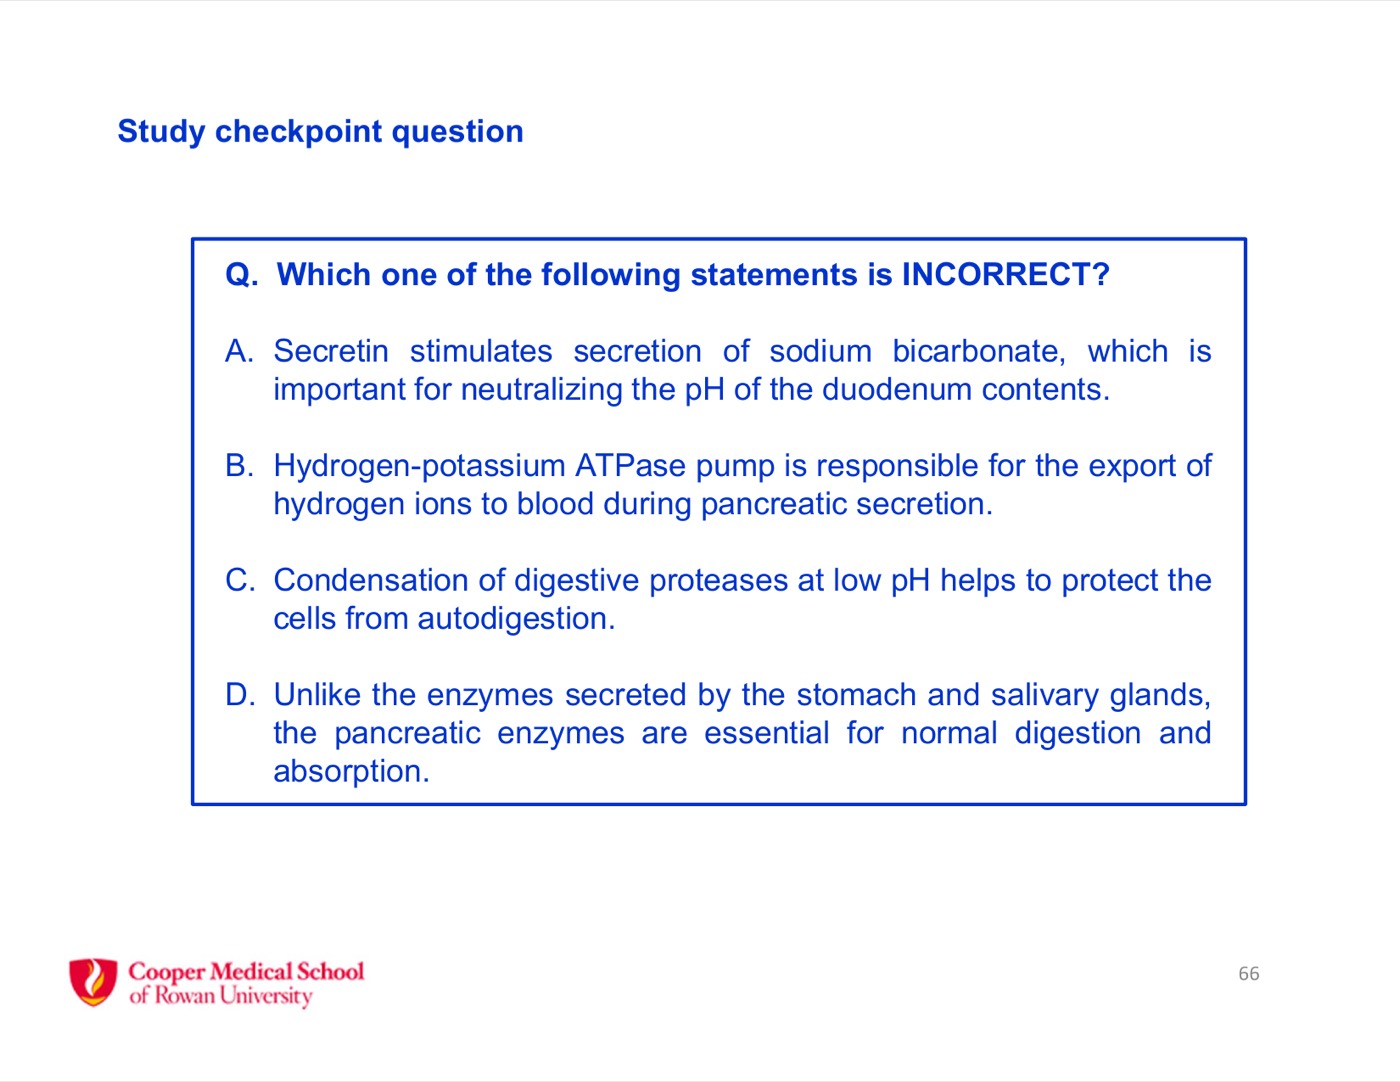 Study checkpoint question
Q. Which one of the following statements is INCORRECT?
A. Secretin stimulates secretion of sodium bicarbonate, which is
important for neutralizing the pH of the duodenum contents.
B. Hydrogen-potassium ATPase pump is responsible for the export of
hydrogen ions to blood during pancreatic secretion.
C. Condensation of digestive proteases at low pH helps to protect the
cells from autodigestion.
D. Unlike the enzymes secreted by the stomach and salivary glands,
the pancreatic enzymes are essential for normal digestion and
absorption.
Cooper Medical School
of Rowan University
66